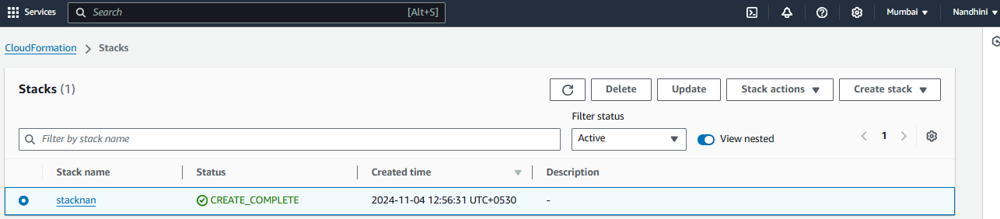 Services Search [Alt+S] Mumbai Nandhini
CloudFormation Stacks
Stacks (1) Delete Update Stack actions Create stack
Filter status
Filter by stack name Active View nested 1
Stack name Status Created time Description
stacknan CREATE_COMPLETE 2024-11-04 12:56:31 UTC+0530 -